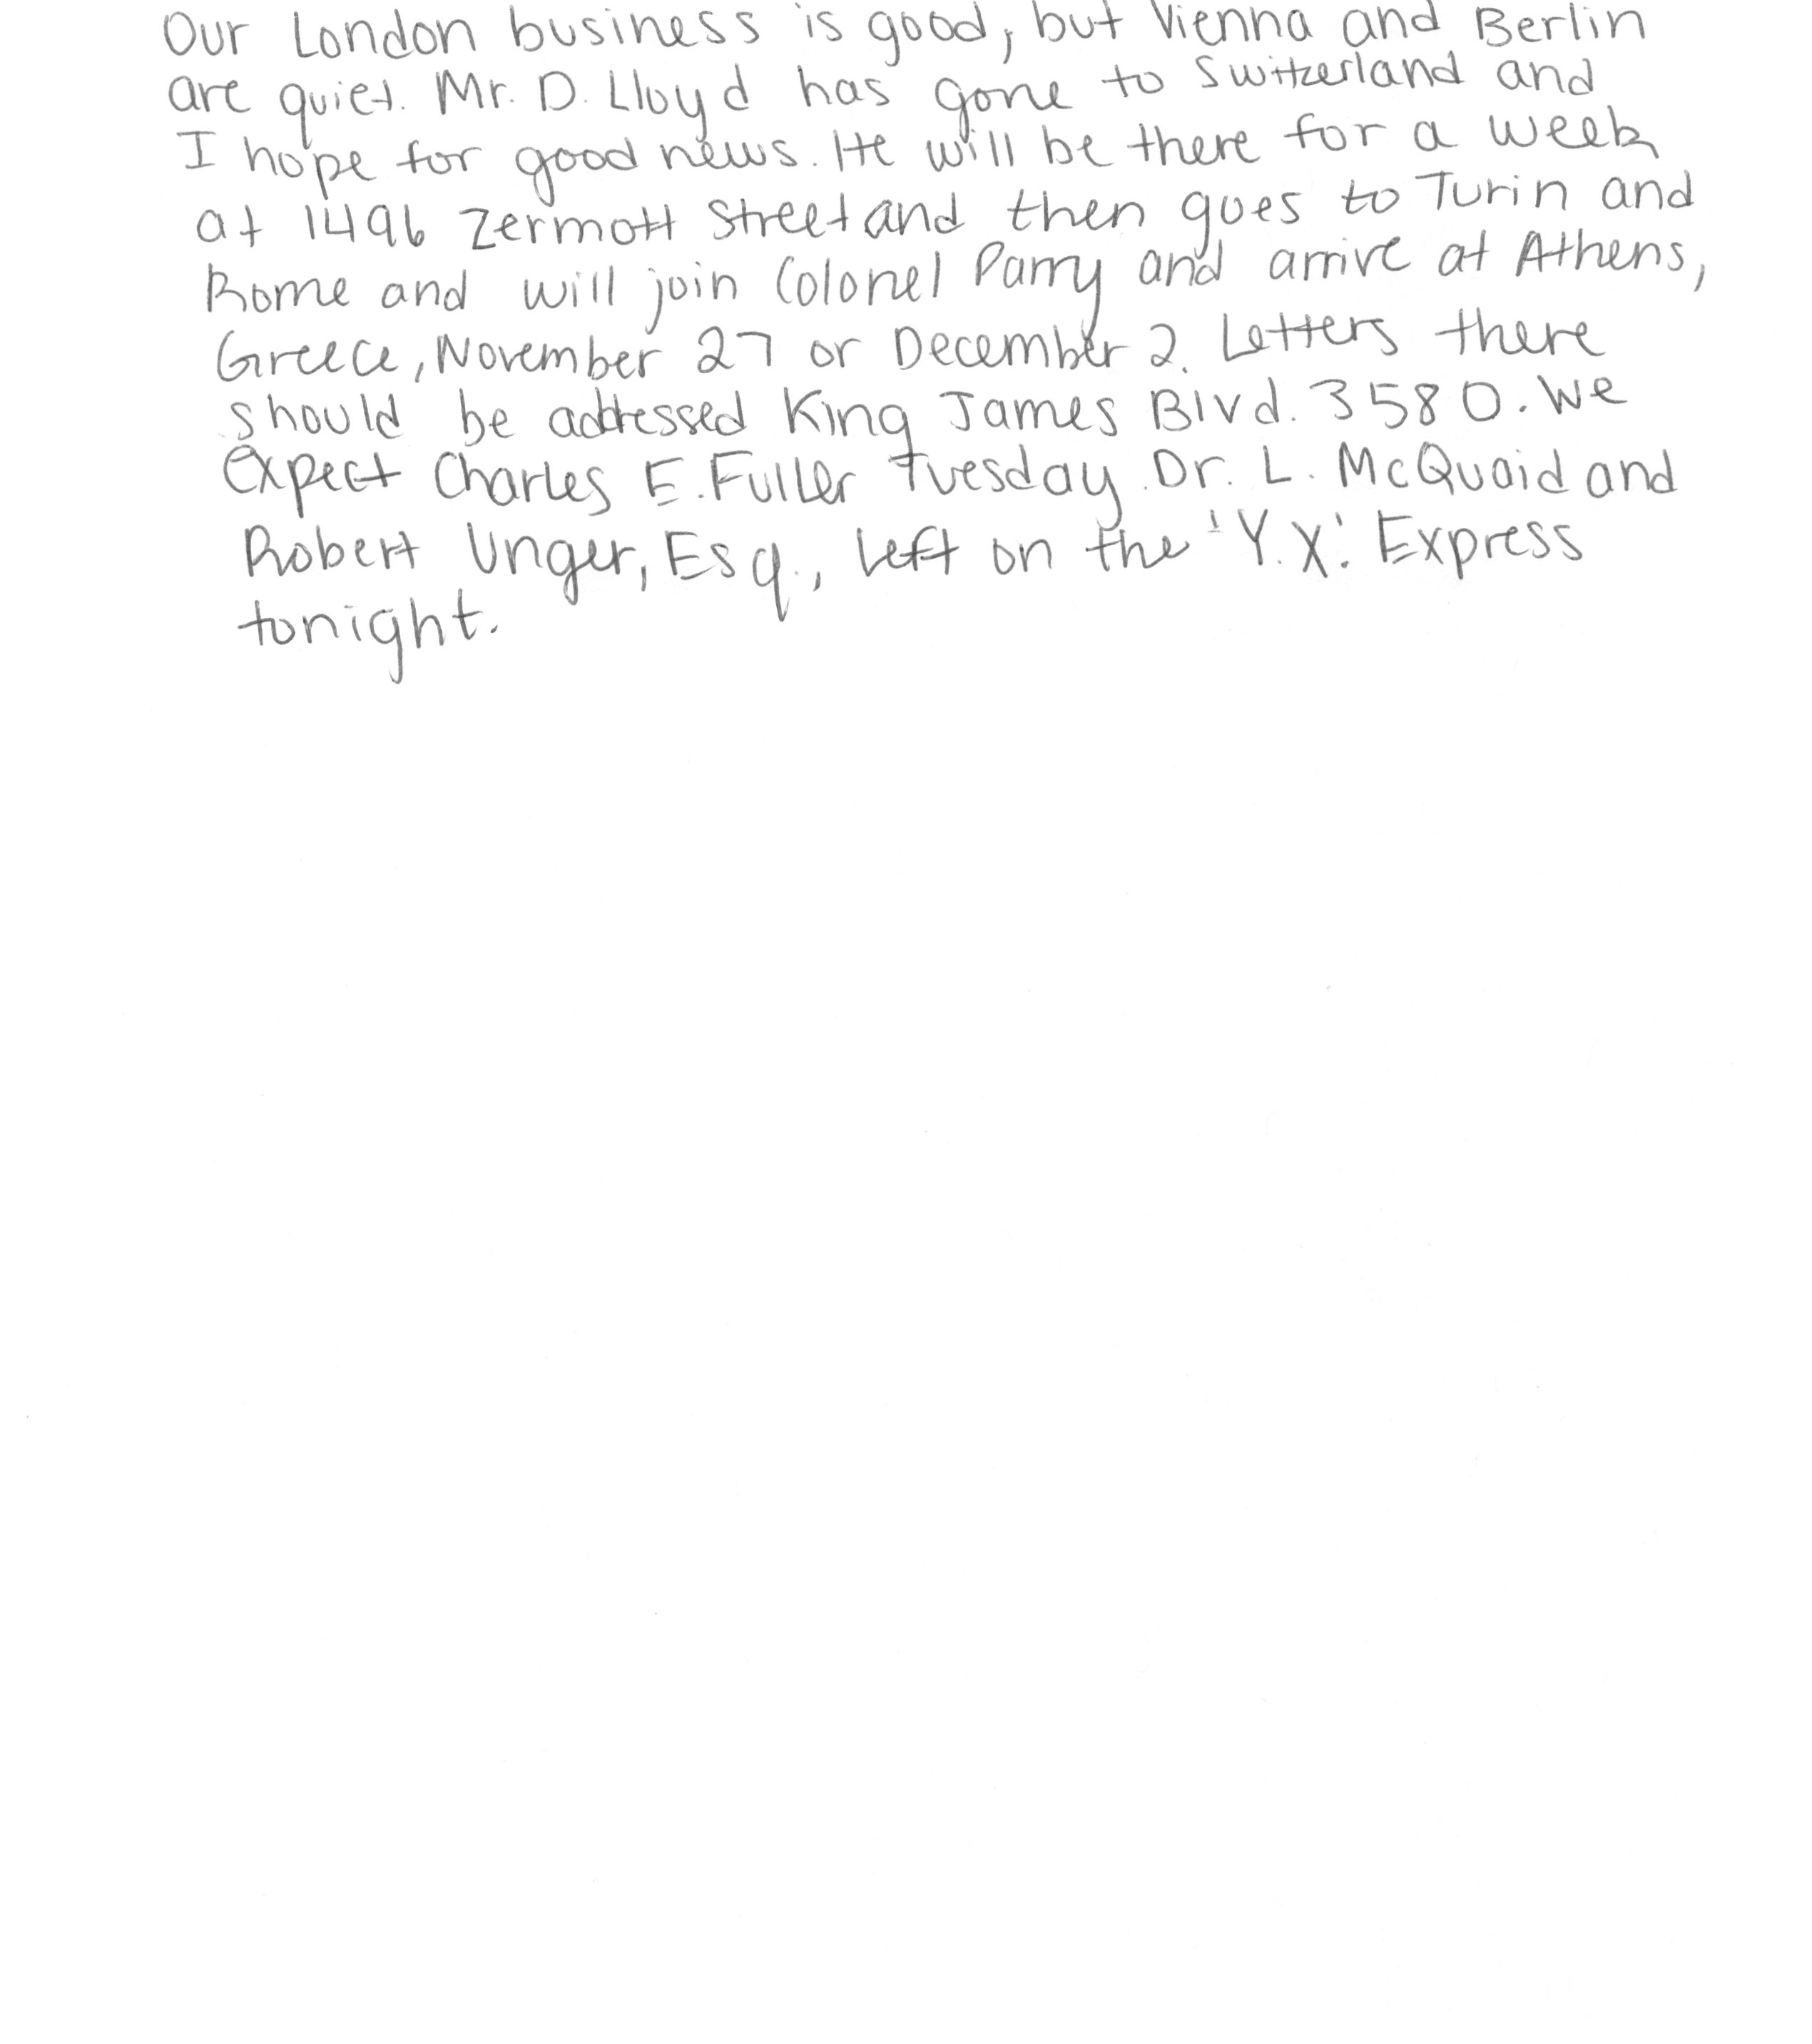 Our London business is good, but Vienna and Berlin
are quiet. Mr. D. Lloyd has gone to Switzerland and
I hope for good news. He will be there for a week
at 1496 Zermott Street and then goes to Turin and
Rome and will join Colonel Parry and arrive at Athens,
Greece, November 27 or December 2. Letters there
should be addressed King James Blvd. 3580. We
expect Charles E. Fuller Tuesday. Dr. L. McQuaid and
Robert Unger, Esq., left on the 'Y.X.' Express
tonight.